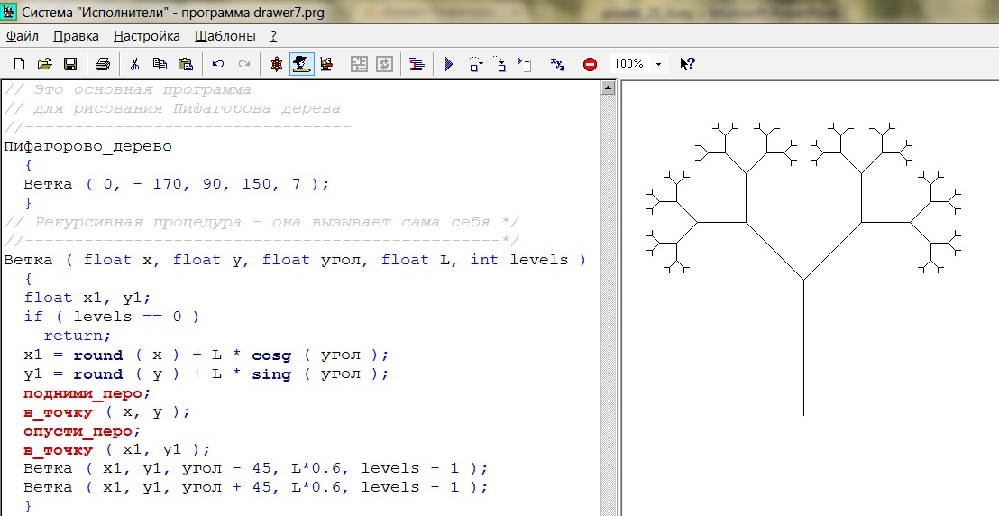 Система "Исполнители" - программа drawer7.prg
Файл Правка Настройка Шаблоны ?
xyz 100%
// Это основная программа
// для рисования Пифагорова дерева
//---------------------------------
Пифагорово_дерево
{
Ветка ( 0, - 170, 90, 150, 7 );
}
// Рекурсивная процедура - она вызывает сама себя */
//------------------------------------------------*/
Ветка ( float x, float y, float угол, float L, int levels )
{
float x1, y1;
if ( levels == 0 )
return;
x1 = round ( x ) + L * cosg ( угол );
y1 = round ( y ) + L * sing ( угол );
подними_перо;
в_точку ( x, y );
опусти_перо;
в_точку ( x1, y1 );
Ветка ( x1, y1, угол - 45, L*0.6, levels - 1 );
Ветка ( x1, y1, угол + 45, L*0.6, levels - 1 );
}